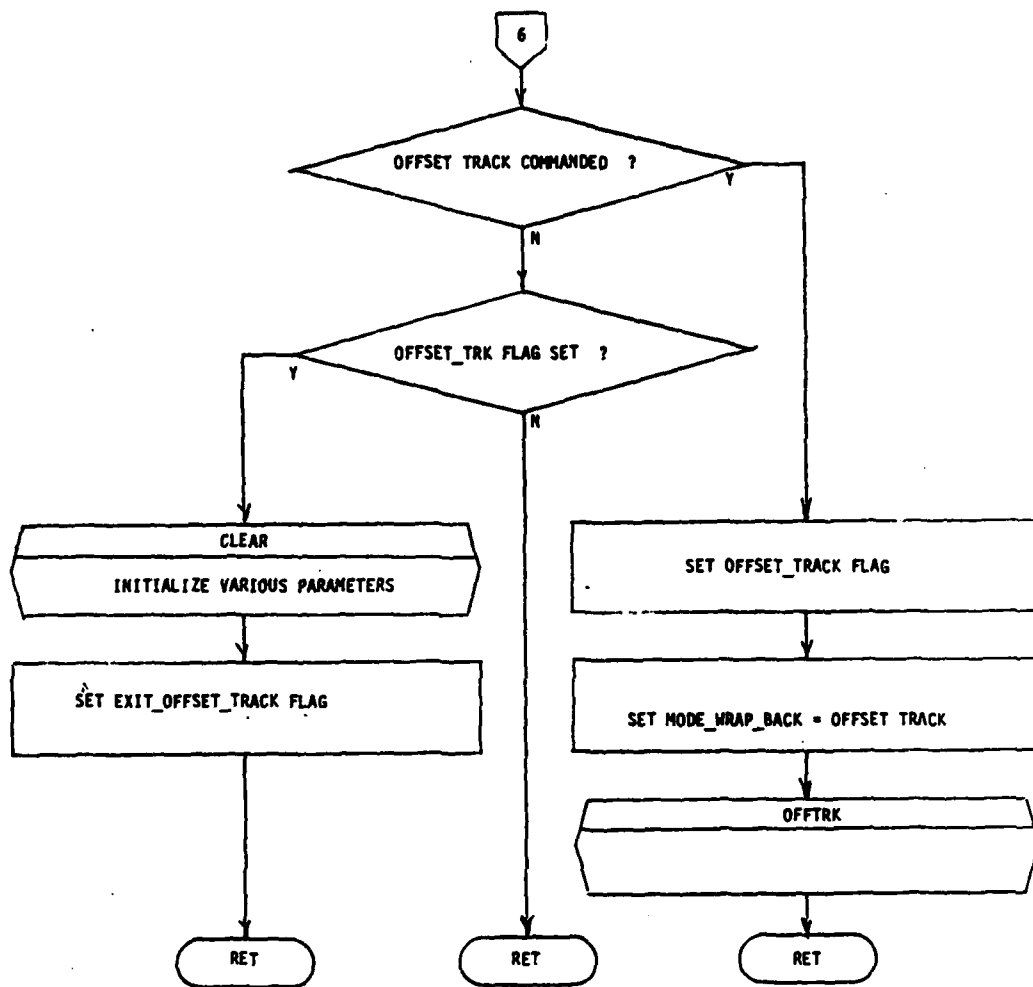 6
OFFSET TRACK COMMANDED ?
Y
N
OFFSET_TRK FLAG SET ?
Y
N
CLEAR
INITIALIZE VARIOUS PARAMETERS
SET OFFSET_TRACK FLAG
SET EXIT_OFFSET_TRACK FLAG
SET MODE_WRAP_BACK = OFFSET TRACK
OFFTRK
RET
RET
RET